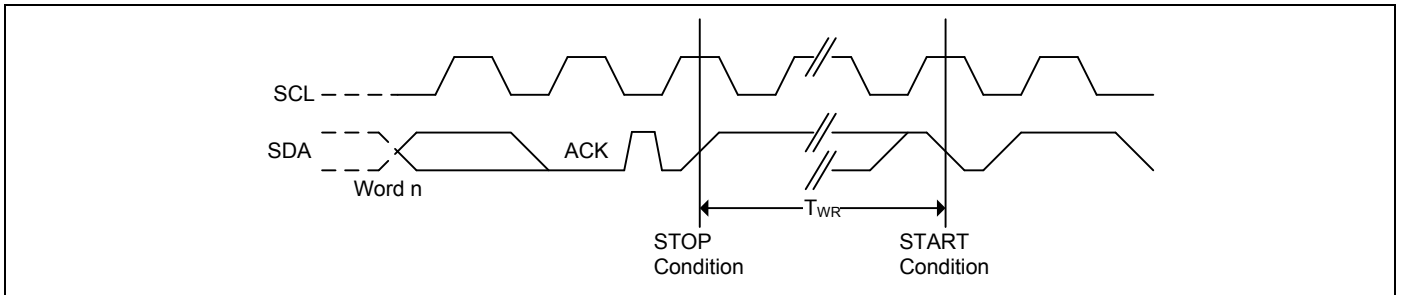 SCL
SDA
ACK
Word n
TWR
STOP
Condition
START
Condition